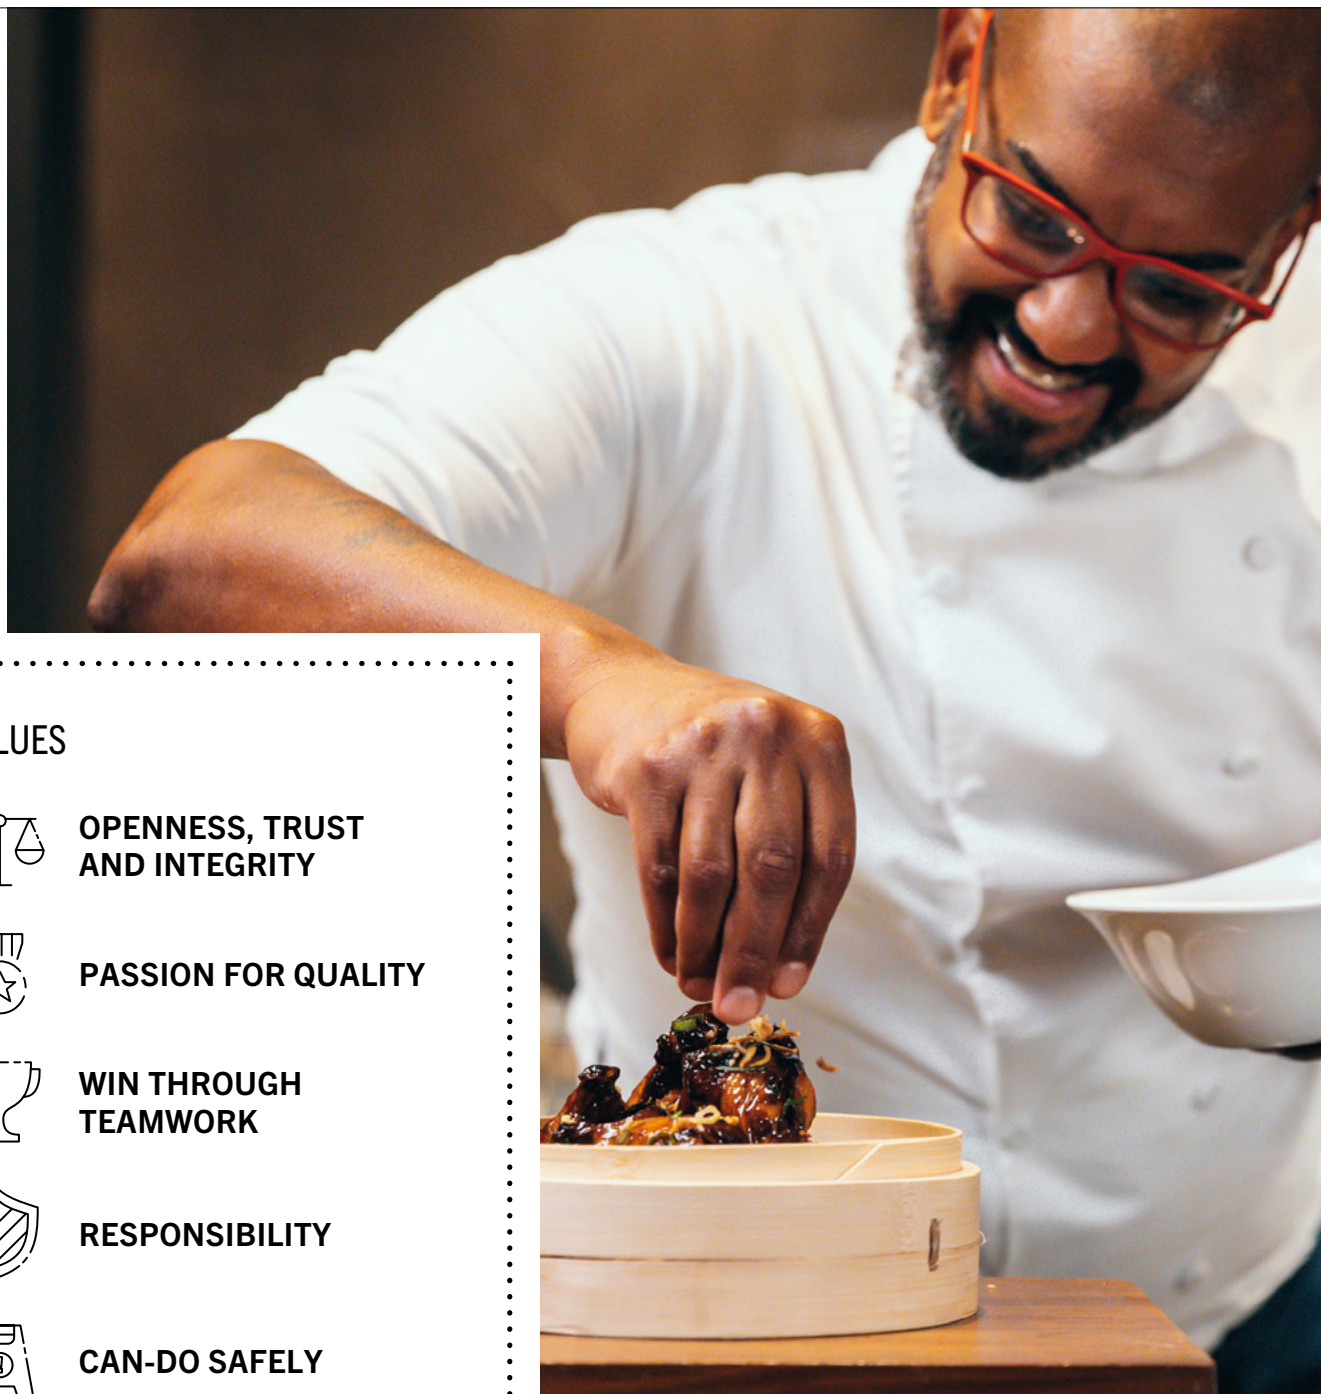 LUES
OPENNESS, TRUST
AND INTEGRITY
PASSION FOR QUALITY
WIN THROUGH
TEAMWORK
RESPONSIBILITY
CAN-DO SAFELY